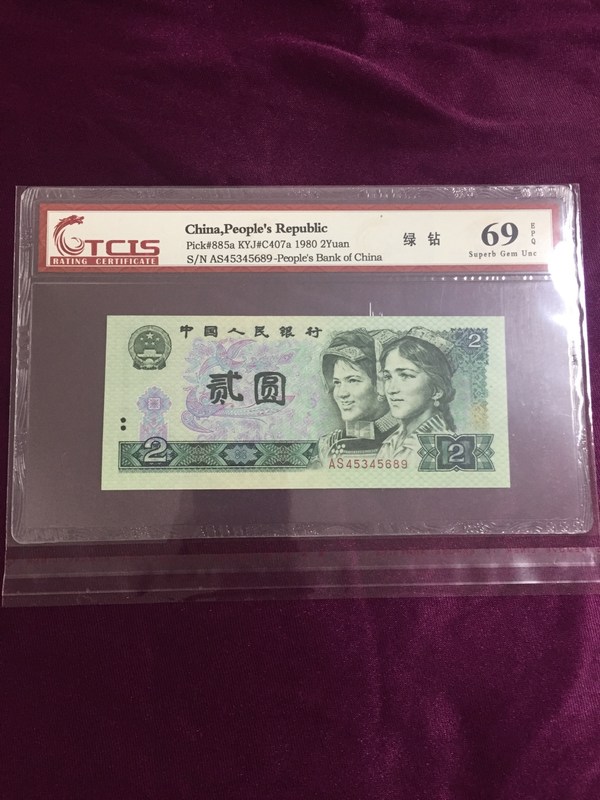 TCIS
RATING CERTIFICATE
China,People's Republic
Pick#885a KYJ#C407a 1980 2Yuan
S/N AS45345689-People's Bank of China
绿钻
69 EPQ
Superb Gem Unc
中国人民银行
贰圆
2
2
AS45345689
2